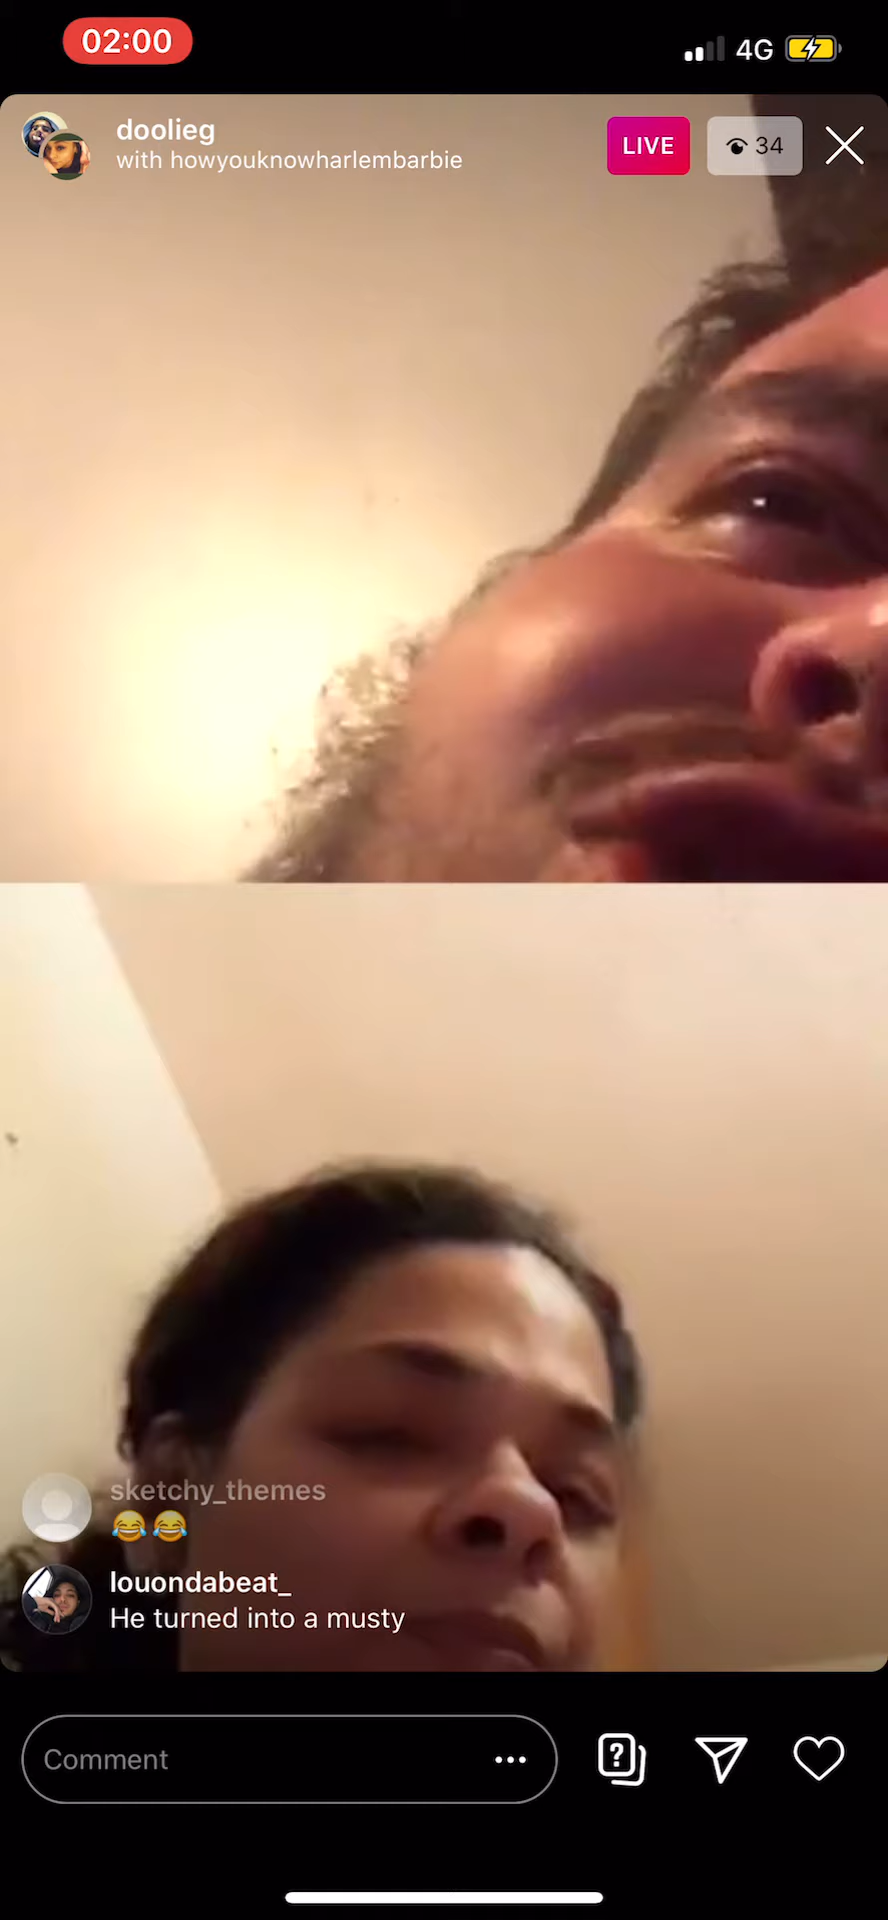 02:00
4G
doolieg
with howyouknowharlembarbie
LIVE
34
sketchy_themes
😂😂
louondabeat_
He turned into a musty
Comment